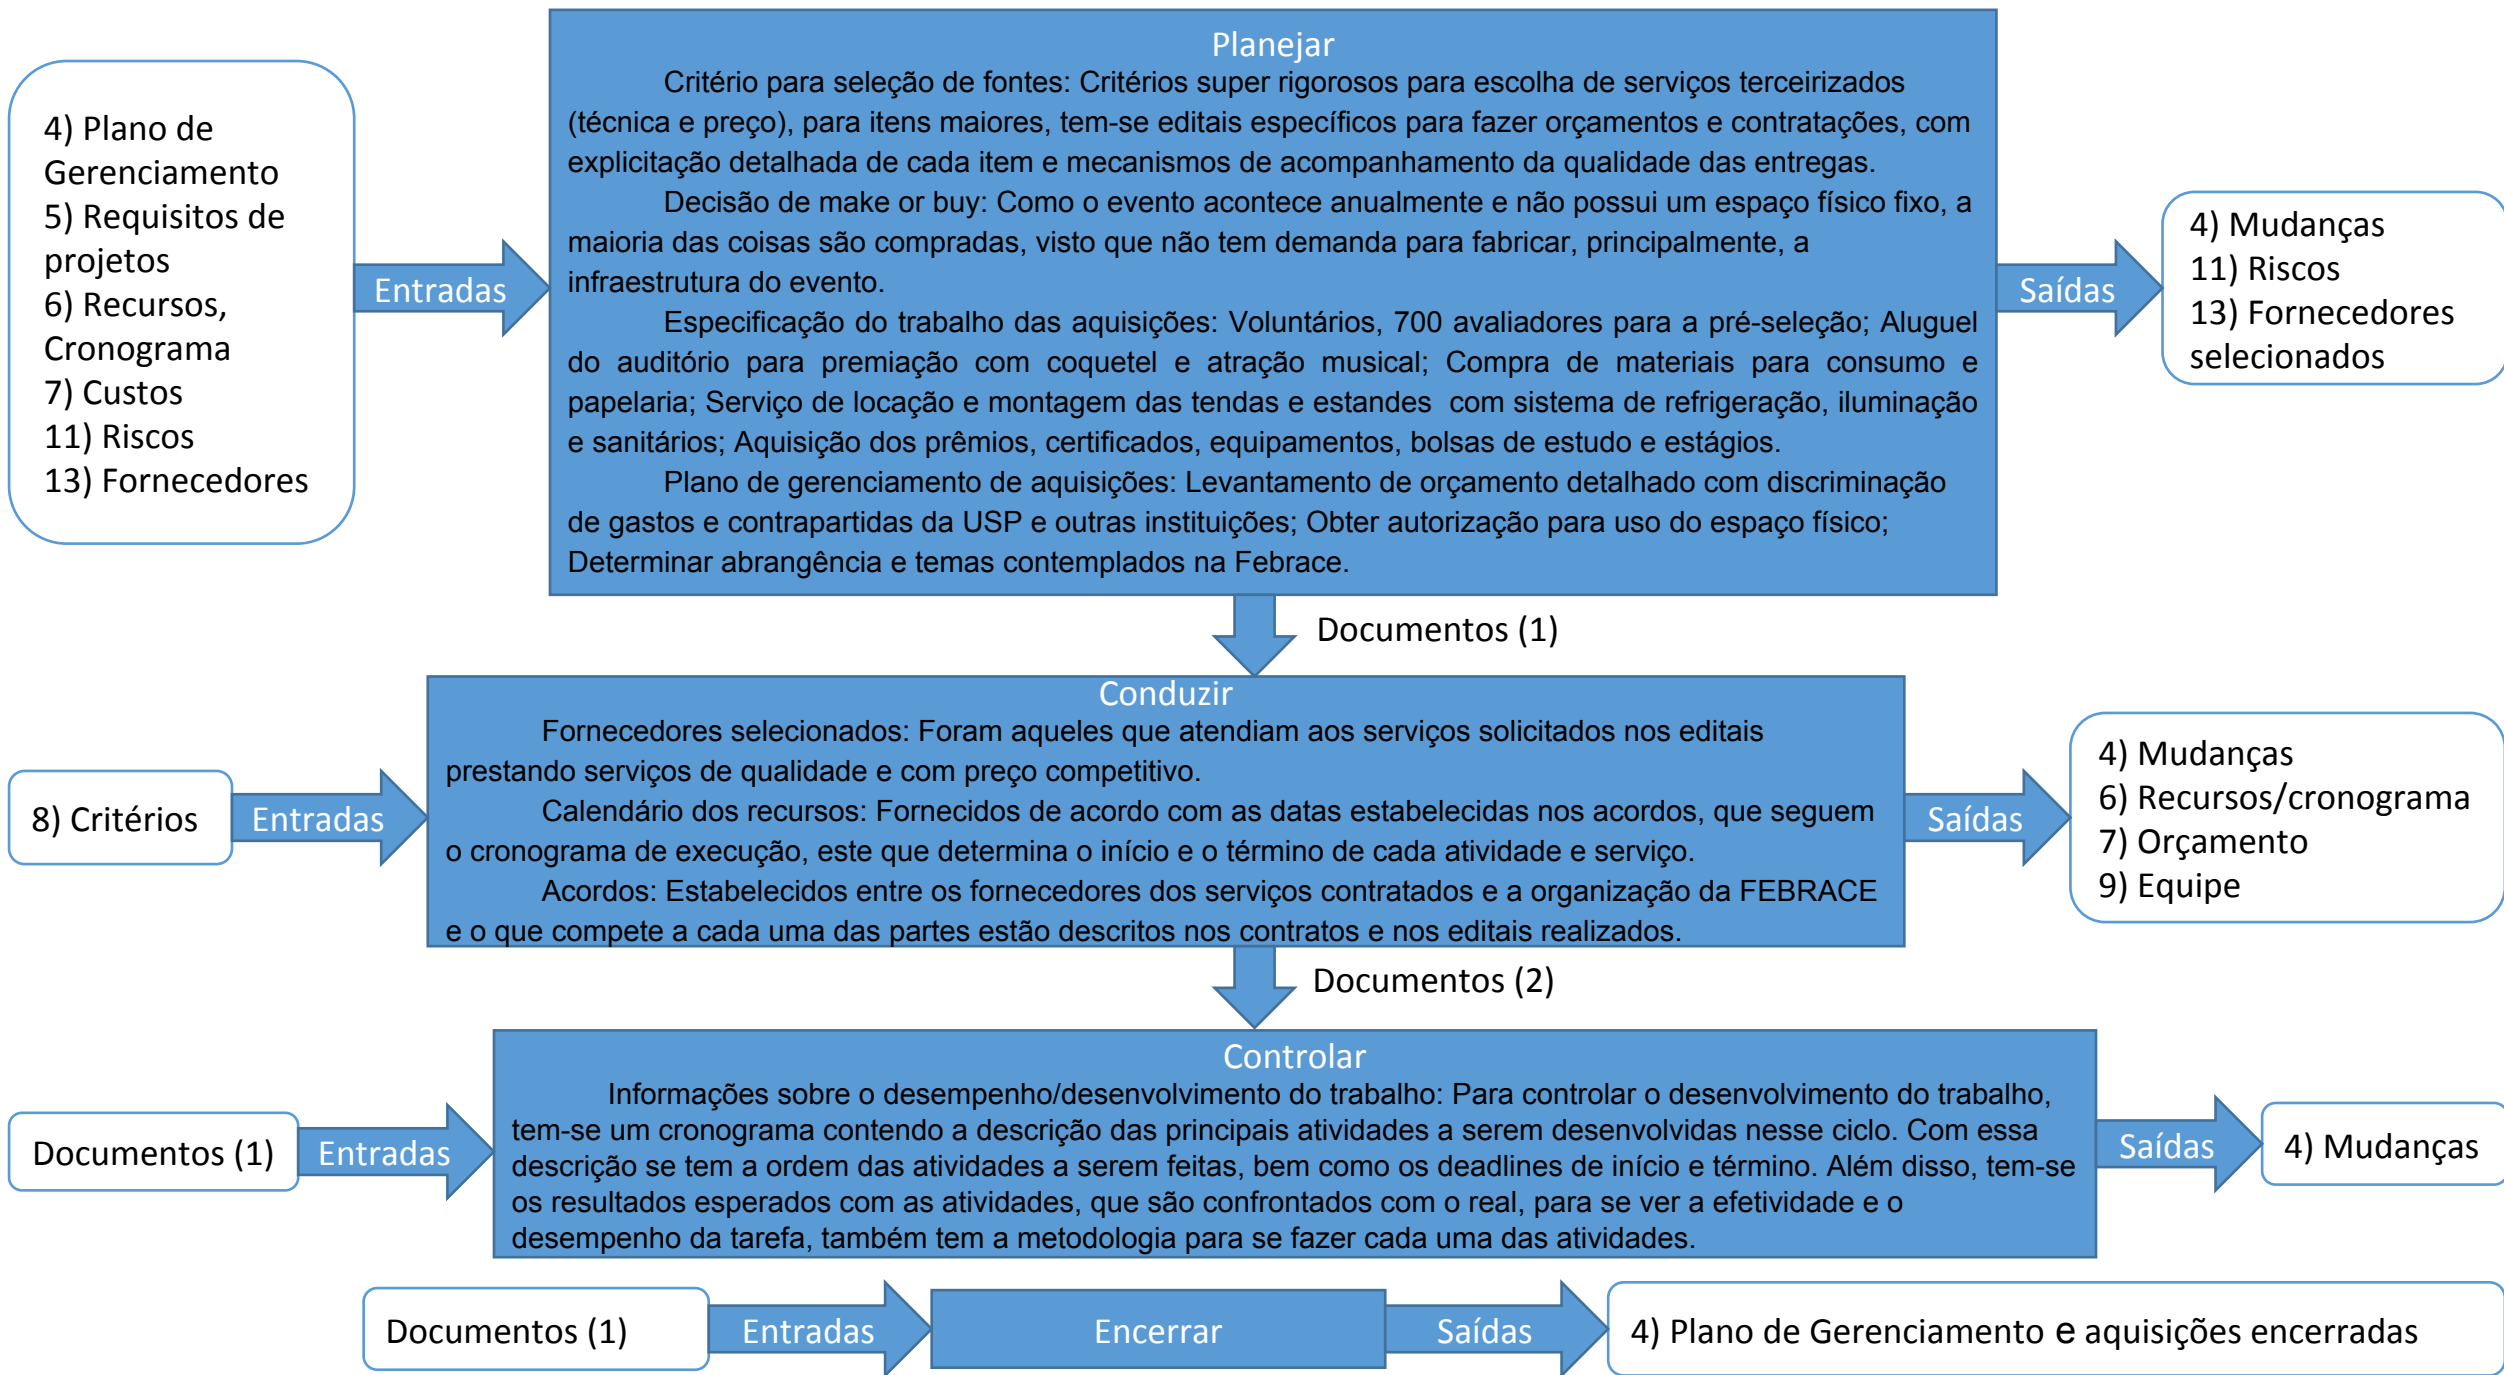 4) Plano de
Gerenciamento
5) Requisitos de
projetos
6) Recursos,
Cronograma
7) Custos
11) Riscos
13) Fornecedores
Entradas
Planejar
Critério para seleção de fontes: Critérios super rigorosos para escolha de serviços terceirizados
(técnica e preço), para itens maiores, tem-se editais específicos para fazer orçamentos e contratações, com
explicitação detalhada de cada item e mecanismos de acompanhamento da qualidade das entregas.
Decisão de make or buy: Como o evento acontece anualmente e não possui um espaço físico fixo, a
maioria das coisas são compradas, visto que não tem demanda para fabricar, principalmente, a
infraestrutura do evento.
Especificação do trabalho das aquisições: Voluntários, 700 avaliadores para a pré-seleção; Aluguel
do auditório para premiação com coquetel e atração musical; Compra de materiais para consumo e
papelaria; Serviço de locação e montagem das tendas e estandes com sistema de refrigeração, iluminação
e sanitários; Aquisição dos prêmios, certificados, equipamentos, bolsas de estudo e estágios.
Plano de gerenciamento de aquisições: Levantamento de orçamento detalhado com discriminação
de gastos e contrapartidas da USP e outras instituições; Obter autorização para uso do espaço físico;
Determinar abrangência e temas contemplados na Febrace.
Saídas
4) Mudanças
11) Riscos
13) Fornecedores
selecionados
Documentos (1)
8) Critérios
Entradas
Conduzir
Fornecedores selecionados: Foram aqueles que atendiam aos serviços solicitados nos editais
prestando serviços de qualidade e com preço competitivo.
Calendário dos recursos: Fornecidos de acordo com as datas estabelecidas nos acordos, que seguem
o cronograma de execução, este que determina o início e o término de cada atividade e serviço.
Acordos: Estabelecidos entre os fornecedores dos serviços contratados e a organização da FEBRACE
e o que compete a cada uma das partes estão descritos nos contratos e nos editais realizados.
Saídas
4) Mudanças
6) Recursos/cronograma
7) Orçamento
9) Equipe
Documentos (2)
Documentos (1)
Entradas
Controlar
Informações sobre o desempenho/desenvolvimento do trabalho: Para controlar o desenvolvimento do trabalho,
tem-se um cronograma contendo a descrição das principais atividades a serem desenvolvidas nesse ciclo. Com essa
descrição se tem a ordem das atividades a serem feitas, bem como os deadlines de início e término. Além disso, tem-se
os resultados esperados com as atividades, que são confrontados com o real, para se ver a efetividade e o
desempenho da tarefa, também tem a metodologia para se fazer cada uma das atividades.
Saídas
4) Mudanças
Documentos (1)
Entradas
Encerrar
Saídas
4) Plano de Gerenciamento e aquisições encerradas